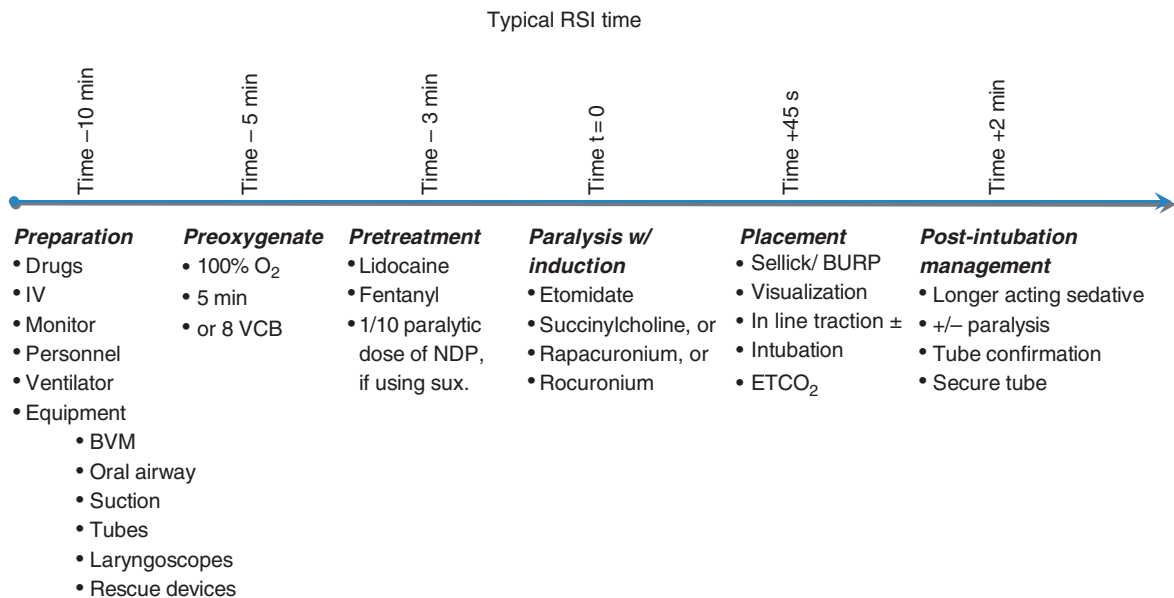 Typical RSI time
Time –10 min
Time – 5 min
Time – 3 min
Time t = 0
Time +45 s
Time +2 min
Preparation
• Drugs
• IV
• Monitor
• Personnel
• Ventilator
• Equipment
• BVM
• Oral airway
• Suction
• Tubes
• Laryngoscopes
• Rescue devices
Preoxygenate
• 100% O₂
• 5 min
• or 8 VCB
Pretreatment
• Lidocaine
• Fentanyl
• 1/10 paralytic
dose of NDP,
if using sux.
Paralysis w/
induction
• Etomidate
• Succinylcholine, or
• Rapacuronium, or
• Rocuronium
Placement
• Sellick/ BURP
• Visualization
• In line traction ±
• Intubation
• ETCO₂
Post-intubation
management
• Longer acting sedative
• +/– paralysis
• Tube confirmation
• Secure tube